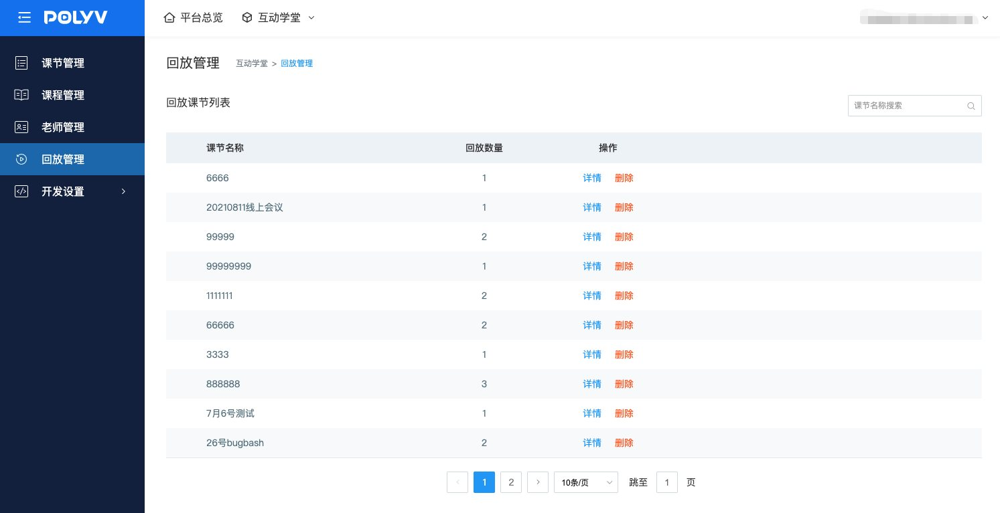 POLYV 平台总览 互动学堂
课节管理
课程管理
老师管理
回放管理
开发设置
回放管理 互动学堂 > 回放管理
回放课节列表 课节名称搜索
课节名称 回放数量 操作
6666 1 详情 删除
20210811线上会议 1 详情 删除
99999 2 详情 删除
99999999 1 详情 删除
1111111 2 详情 删除
66666 2 详情 删除
3333 1 详情 删除
888888 3 详情 删除
7月6号测试 1 详情 删除
26号bugbash 2 详情 删除
1 2 10条/页 跳至 1 页